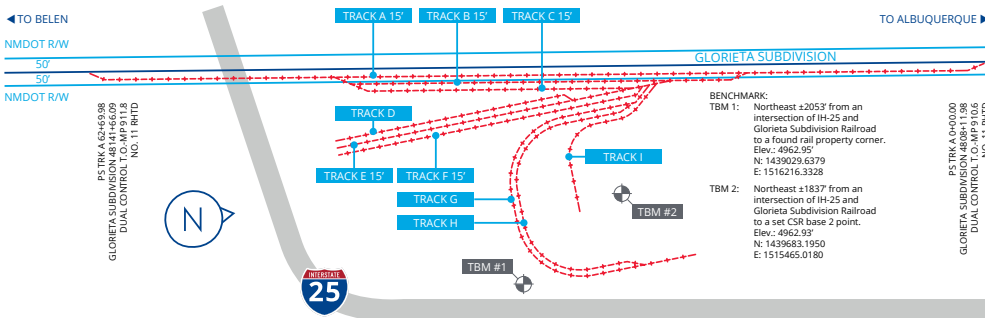 ◀ TO BELEN
TO ALBUQUERQUE ▶
TRACK A 15'
TRACK B 15'
TRACK C 15'
NMDOT R/W
50'
50'
NMDOT R/W
GLORIETA SUBDIVISION
PS TRK A 62+69.98
GLORIETA SUBDIVISION 48141+66.09
DUAL CONTROL T.O.-MP 911.8
NO. 11 RHTD
TRACK D
TRACK E 15'
TRACK F 15'
TRACK G
TRACK H
TRACK I
TBM #2
TBM #1
N
INTERSTATE
25
BENCHMARK:
TBM 1: Northeast ±2053' from an
intersection of IH-25 and
Glorieta Subdivision Railroad
to a found rail property corner.
Elev.: 4962.95'
N: 1439029.6379
E: 1516216.3328
TBM 2: Northeast ±1837' from an
intersection of IH-25 and
Glorieta Subdivision Railroad
to a set CSR base 2 point.
Elev.: 4962.93'
N: 1439683.1950
E: 1515465.0180
PS TRK A 0+00.00
GLORIETA SUBDIVISION 4808+11.98
DUAL CONTROL T.O.-MP 910.6
NO. 11 RHTD